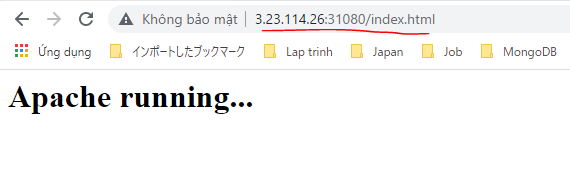 Không bảo mật | 3.23.114.26:31080/index.html
Ứng dụng インポートしたブックマーク Lap trinh Japan Job MongoDB
Apache running...